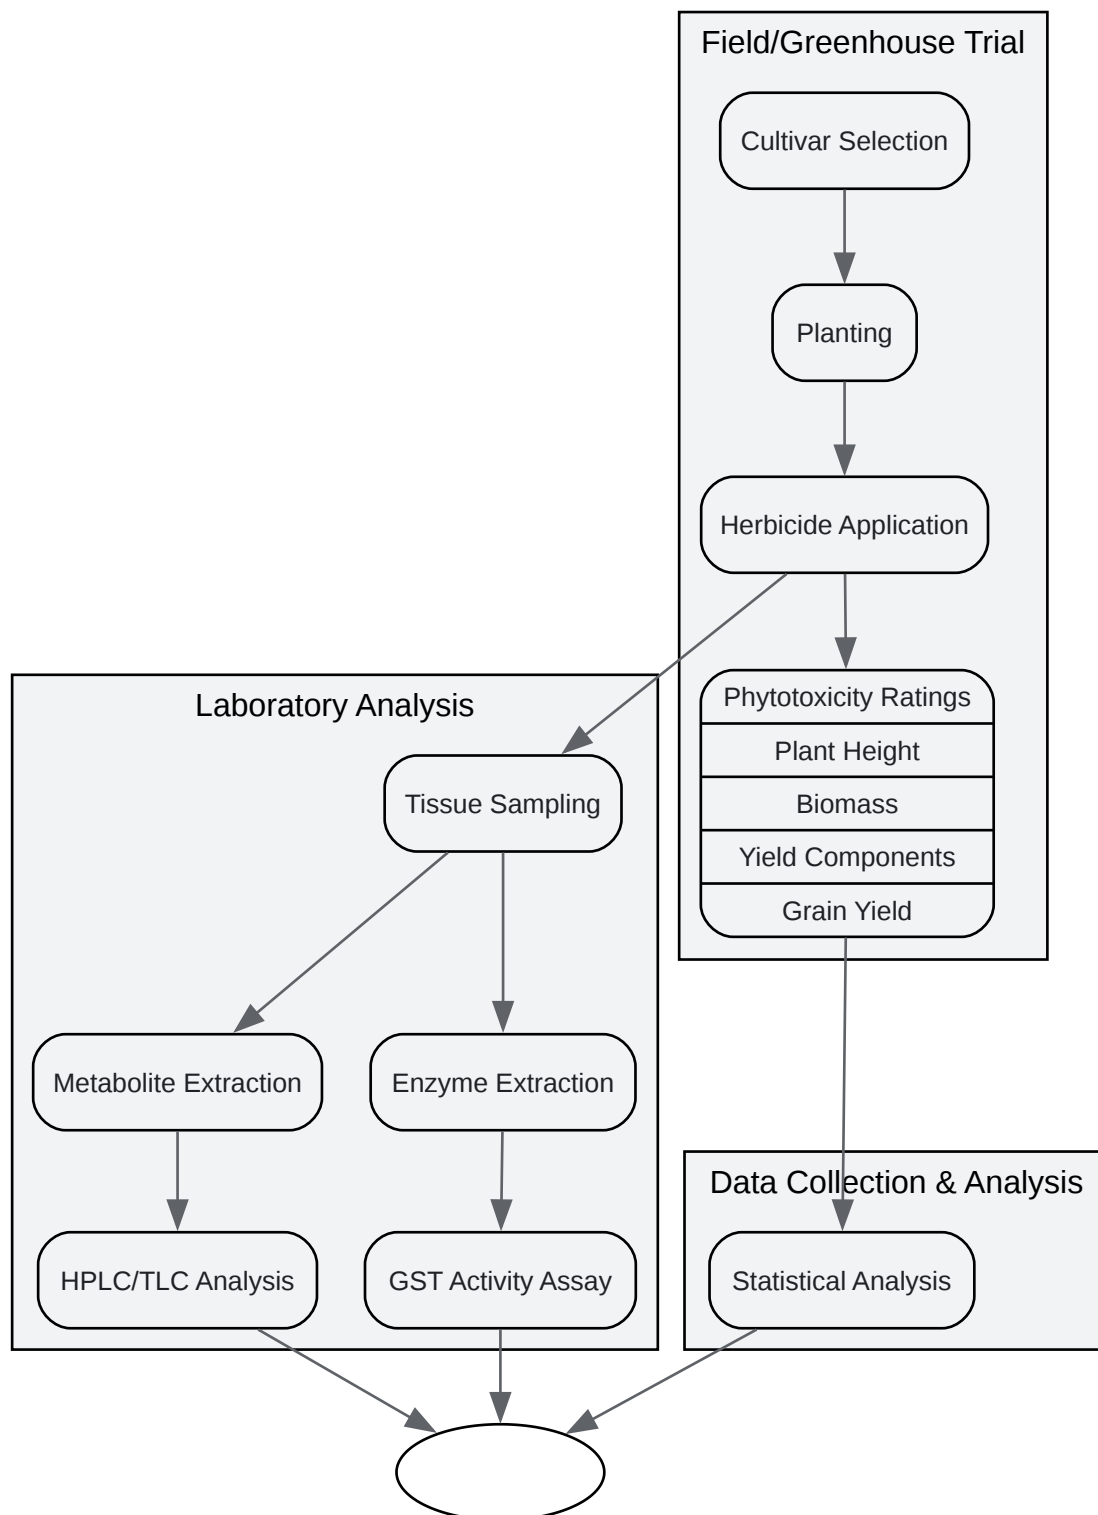 Field/Greenhouse Trial
Cultivar Selection
Planting
Herbicide Application
Phytotoxicity Ratings
Plant Height
Biomass
Yield Components
Grain Yield
Laboratory Analysis
Tissue Sampling
Metabolite Extraction
Enzyme Extraction
HPLC/TLC Analysis
GST Activity Assay
Data Collection & Analysis
Statistical Analysis